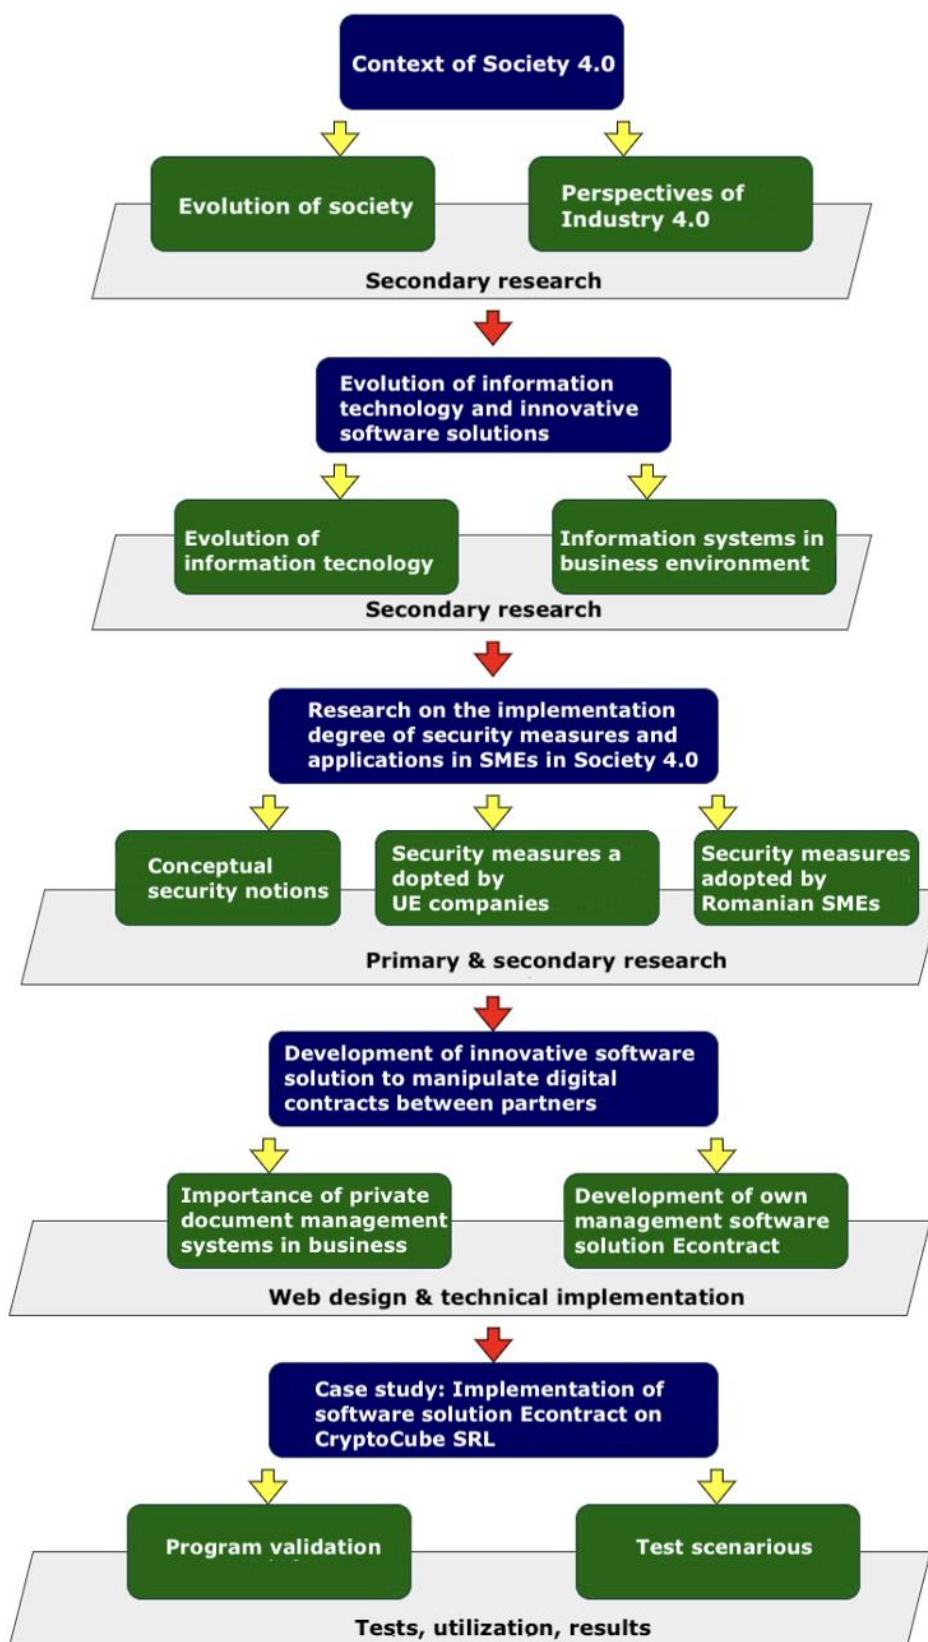 Context of Society 4.0
Evolution of society
Perspectives of
Industry 4.0
Secondary research
Evolution of information
technology and innovative
software solutions
Evolution of
information tecnology
Information systems in
business environment
Secondary research
Research on the implementation
degree of security measures and
applications in SMEs in Society 4.0
Conceptual
security notions
Security measures a
dopted by
UE companies
Security measures
adopted by
Romanian SMEs
Primary & secondary research
Development of innovative software
solution to manipulate digital
contracts between partners
Importance of private
document management
systems in business
Development of own
management software
solution Econtract
Web design & technical implementation
Case study: Implementation of
software solution Econtract on
CryptoCube SRL
Program validation
Test scenarious
Tests, utilization, results